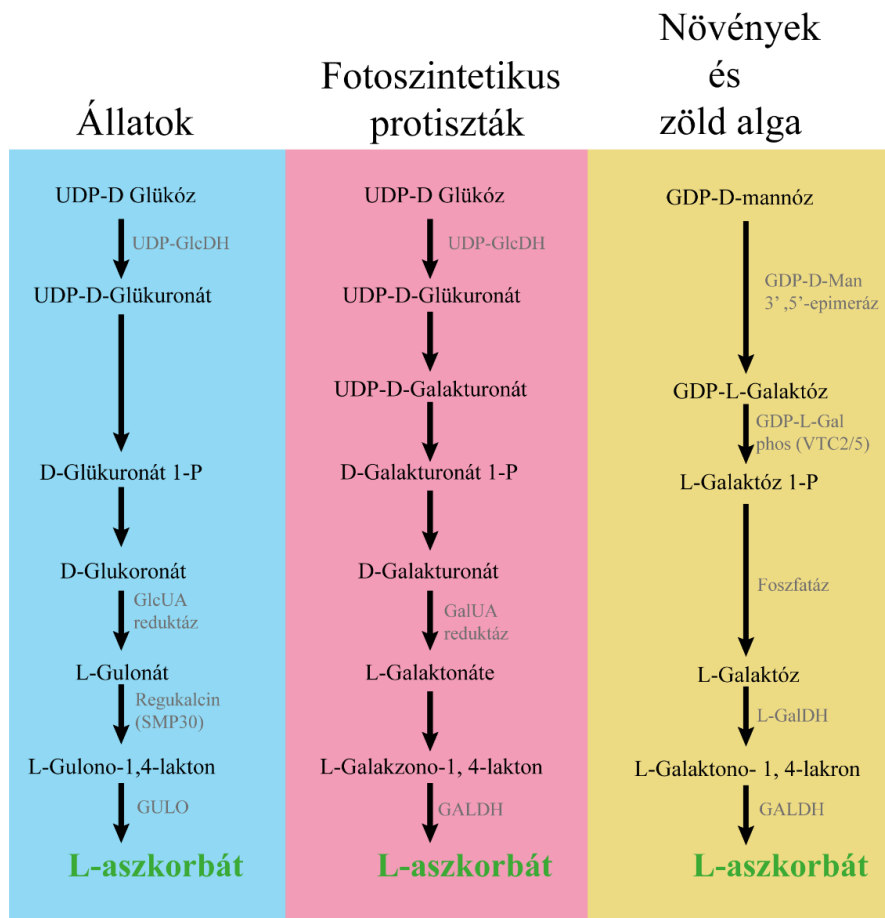 Állatok
UDP-D Glükóz
UDP-GlcDH
UDP-D-Glükuronát
D-Glükuronát 1-P
D-Glukoronát
GlcUA
reduktáz
L-Gulonát
Regukalcin
(SMP30)
L-Gulono-1,4-lakton
GULO
L-aszkorbát
Fotoszintetikus
protiszták
UDP-D Glükóz
UDP-GlcDH
UDP-D-Glükuronát
UDP-D-Galakturonát
D-Galakturonát 1-P
D-Galakturonát
GalUA
reduktáz
L-Galaktonáte
L-Galakzono-1, 4-lakton
GALDH
L-aszkorbát
Növények
és
zöld alga
GDP-D-mannóz
GDP-D-Man
3’ ,5’-epimeráz
GDP-L-Galaktóz
GDP-L-Gal
phos (VTC2/5)
L-Galaktóz 1-P
Foszfatáz
L-Galaktóz
L-GalDH
L-Galaktono- 1, 4-lakron
GALDH
L-aszkorbát